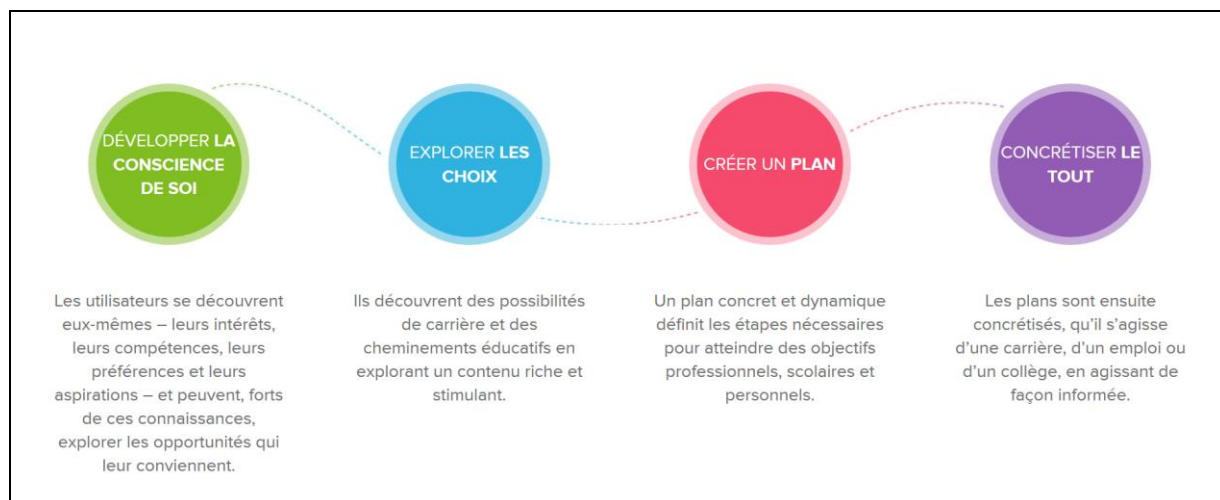 DÉVELOPPER LA
CONSCIENCE
DE SOI
EXPLORER LES
CHOIX
CRÉER UN PLAN
CONCRÉTISER LE
TOUT
Les utilisateurs se découvrent
eux-mêmes – leurs intérêts,
leurs compétences, leurs
préférences et leurs
aspirations – et peuvent, forts
de ces connaissances,
explorer les opportunités qui
leur conviennent.
Ils découvrent des possibilités
de carrière et des
cheminements éducatifs en
explorant un contenu riche et
stimulant.
Un plan concret et dynamique
définit les étapes nécessaires
pour atteindre des objectifs
professionnels, scolaires et
personnels.
Les plans sont ensuite
concrétisés, qu'il s'agisse
d'une carrière, d'un emploi ou
d'un collège, en agissant de
façon informée.